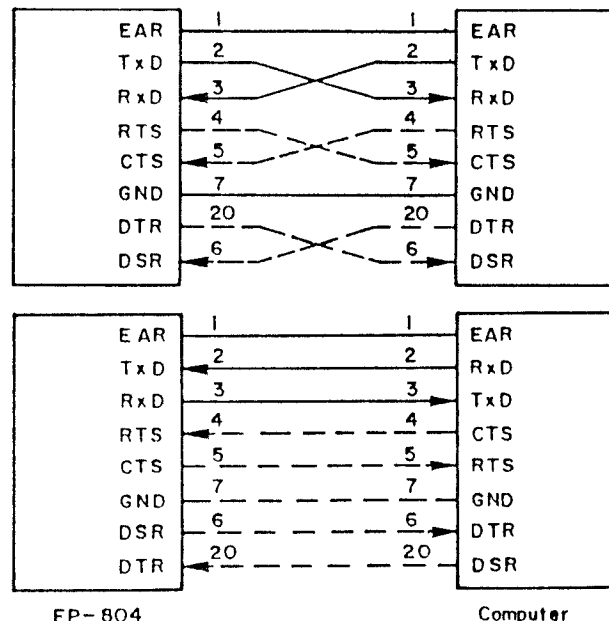 EAR 1 1 EAR
TxD 2 2 TxD
RxD 3 3 RxD
RTS 4 4 RTS
CTS 5 5 CTS
GND 7 7 GND
DTR 20 20 DTR
DSR 6 6 DSR
EAR 1 1 EAR
TxD 2 2 RxD
RxD 3 3 TxD
RTS 4 4 CTS
CTS 5 5 RTS
GND 7 7 GND
DSR 6 6 DTR
DTR 20 20 DSR
EP-804 Computer